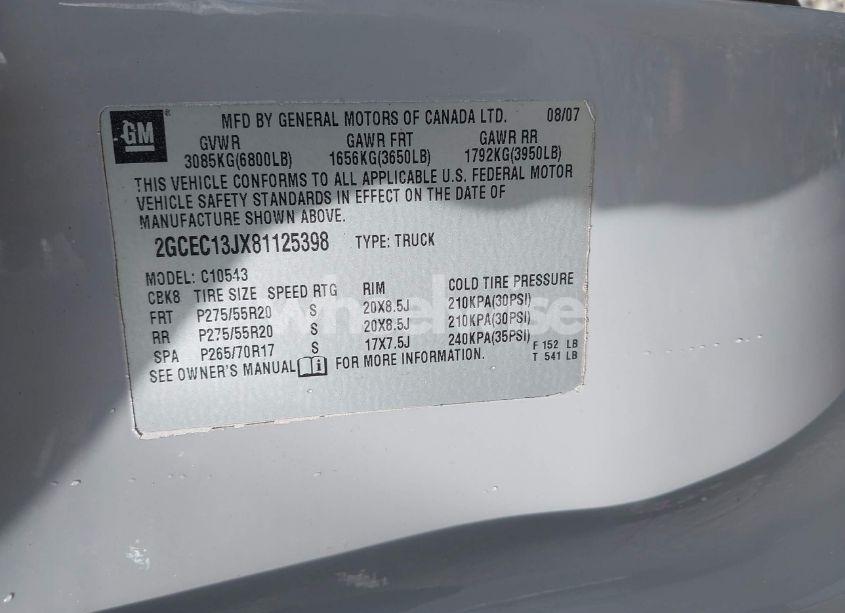 GM
MFD BY GENERAL MOTORS OF CANADA LTD. 08/07
GVWR GAWR FRT GAWR RR
3085KG(6800LB) 1656KG(3650LB) 1792KG(3950LB)
THIS VEHICLE CONFORMS TO ALL APPLICABLE U.S. FEDERAL MOTOR
VEHICLE SAFETY STANDARDS IN EFFECT ON THE DATE OF
MANUFACTURE SHOWN ABOVE.
2GCEC13JX81125398 TYPE: TRUCK
MODEL: C10543
CBK8 TIRE SIZE SPEED RTG RIM COLD TIRE PRESSURE
FRT P275/55R20 S 20X8.5J 210KPA(30PSI)
RR P275/55R20 S 20X8.5J 210KPA(30PSI)
SPA P265/70R17 S 17X7.5J 240KPA(35PSI) F 152 LB
SEE OWNER'S MANUAL FOR MORE INFORMATION. T 541 LB